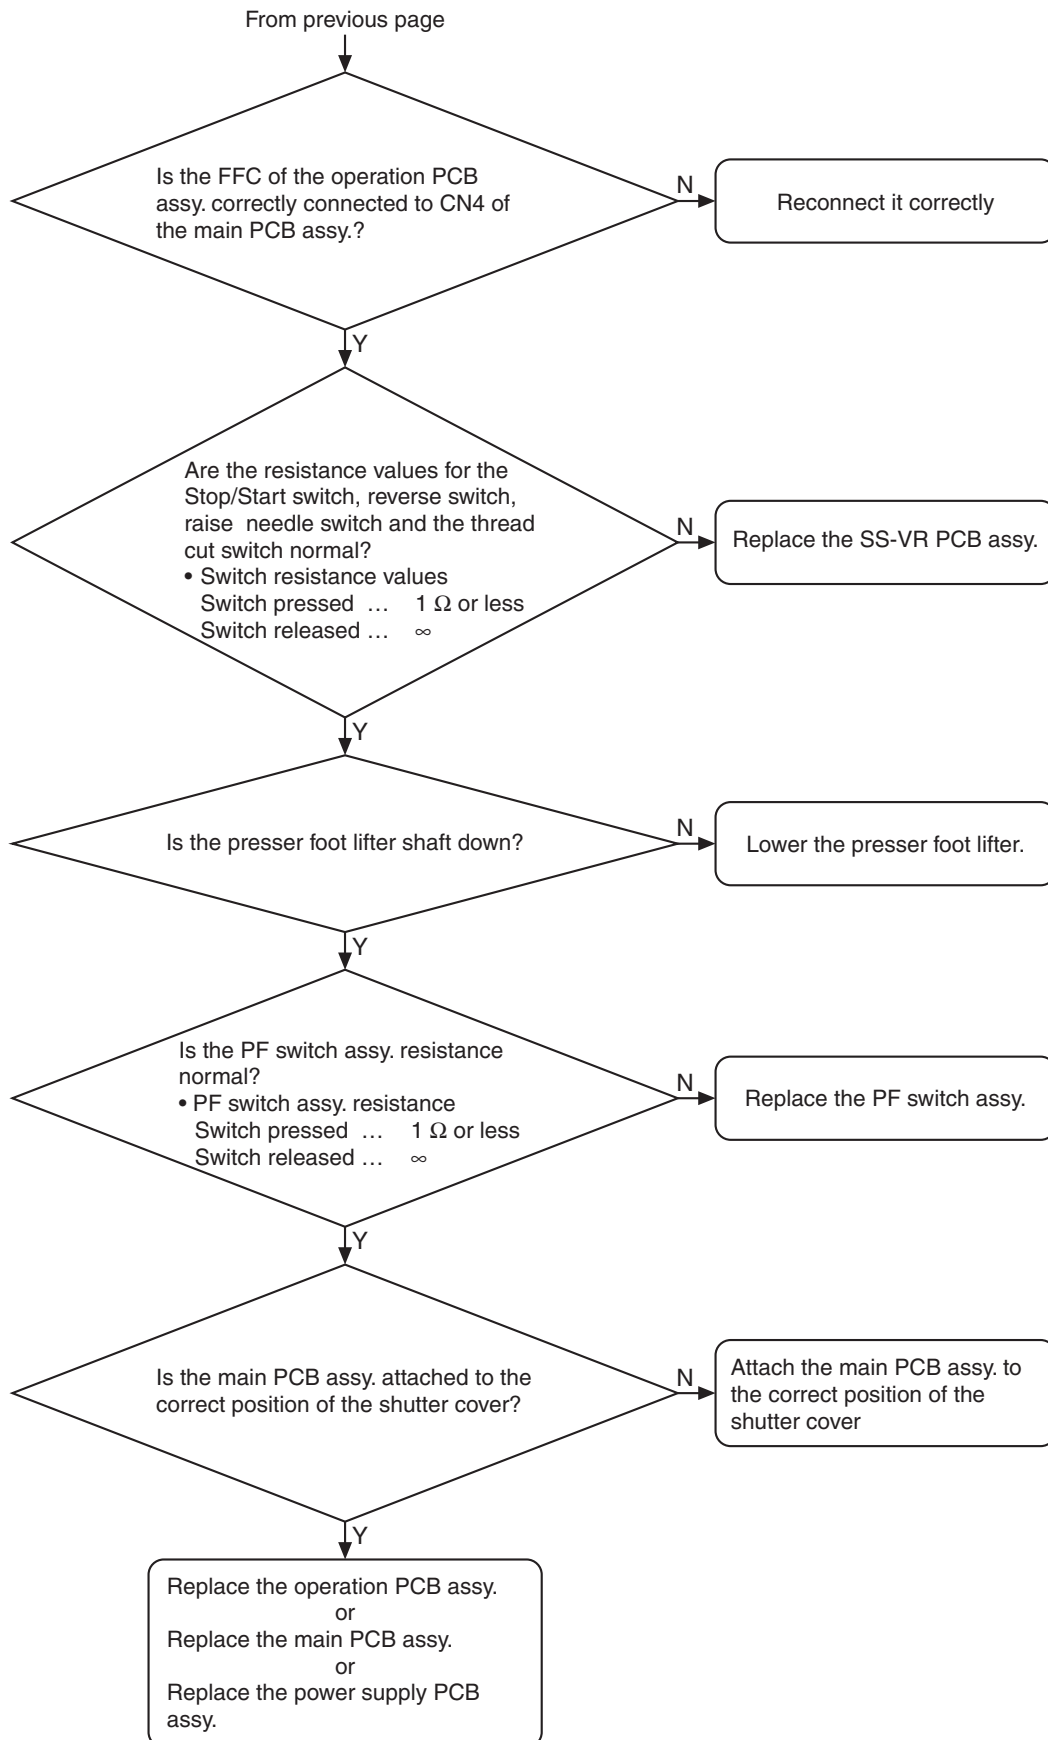 From previous page
Is the FFC of the operation PCB
assy. correctly connected to CN4 of
the main PCB assy.?
N
Reconnect it correctly
Y
Are the resistance values for the
Stop/Start switch, reverse switch,
raise needle switch and the thread
cut switch normal?
• Switch resistance values
Switch pressed … 1 Ω or less
Switch released … ∞
N
Replace the SS-VR PCB assy.
Y
Is the presser foot lifter shaft down?
N
Lower the presser foot lifter.
Y
Is the PF switch assy. resistance
normal?
• PF switch assy. resistance
Switch pressed … 1 Ω or less
Switch released … ∞
N
Replace the PF switch assy.
Y
Is the main PCB assy. attached to the
correct position of the shutter cover?
N
Attach the main PCB assy. to
the correct position of the
shutter cover
Y
Replace the operation PCB assy.
or
Replace the main PCB assy.
or
Replace the power supply PCB
assy.